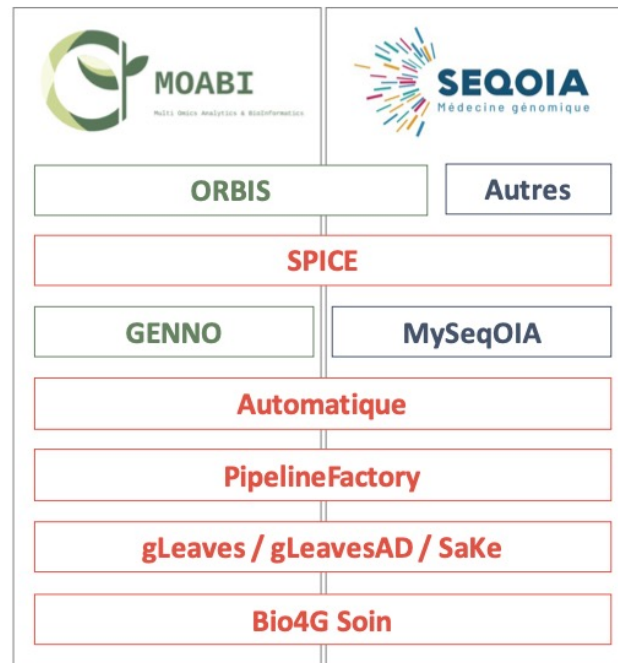 MOABI
Multi Omics Analytics & BioInformatics
SEQOIA
Médecine génomique
ORBIS
Autres
SPICE
GENNO
MySeqOIA
Automatique
PipelineFactory
gLeaves / gLeavesAD / SaKe
Bio4G Soin